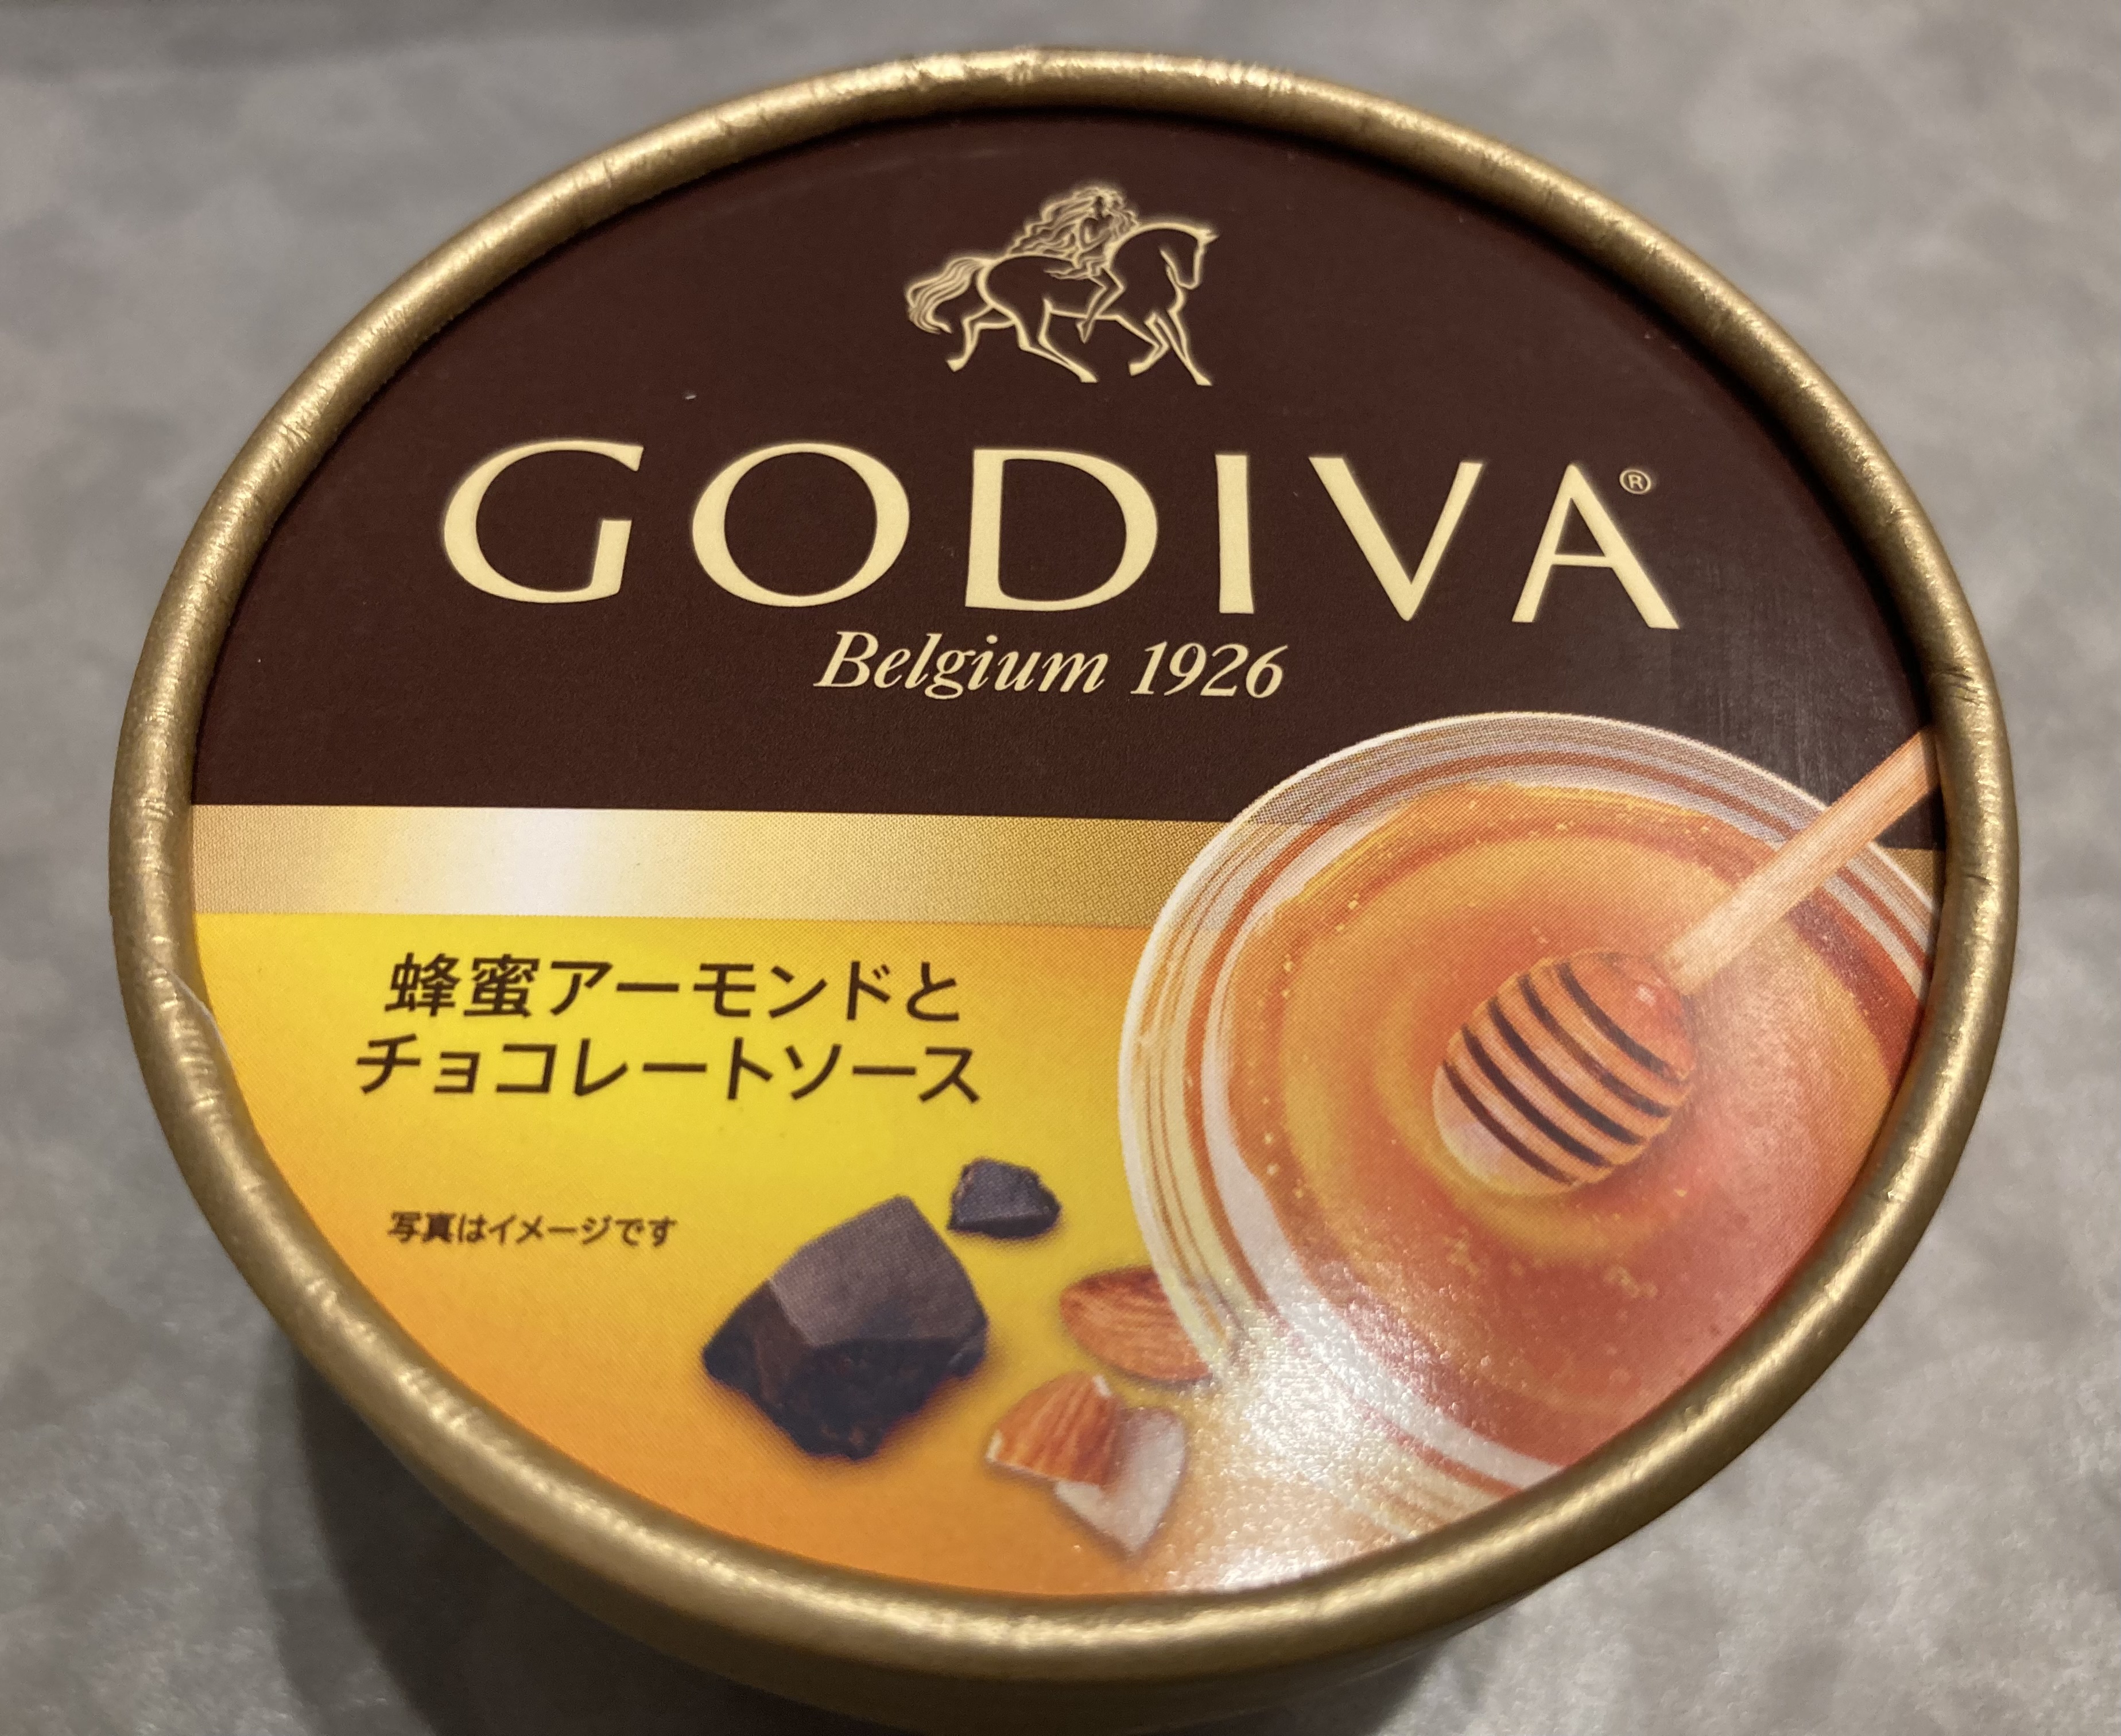 GODIVA®
Belgium 1926
蜂蜜アーモンドと
チョコレートソース
写真はイメージです